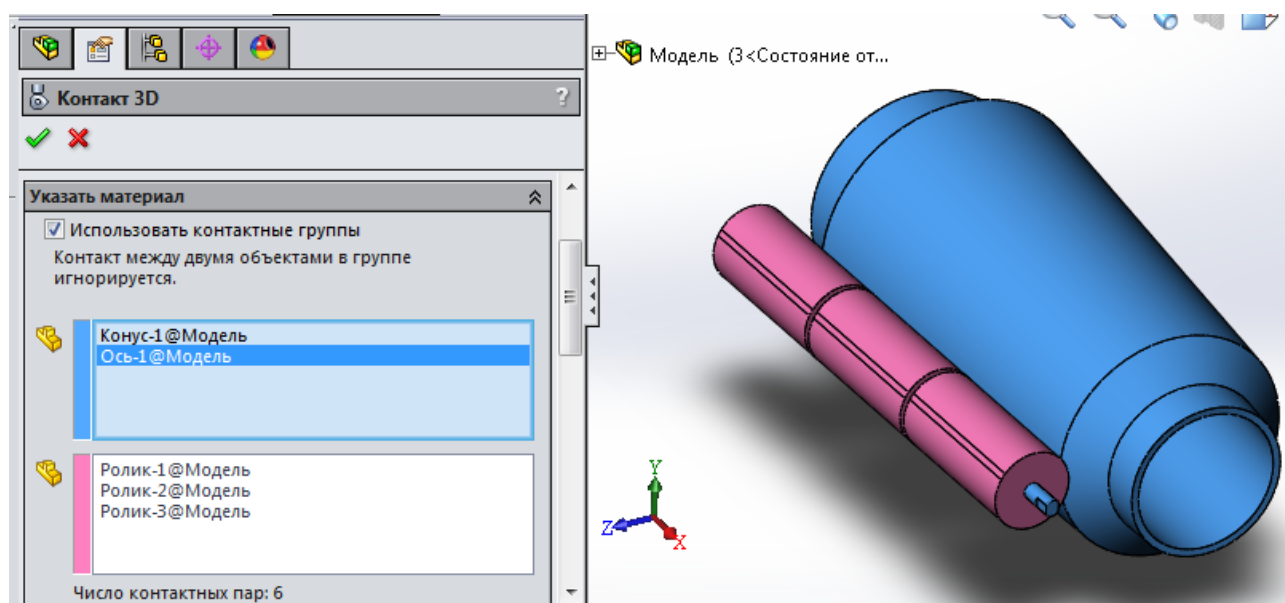 Модель (3<Состояние от...
Контакт 3D
?
Указать материал
Использовать контактные группы
Контакт между двумя объектами в группе
игнорируется.
Конус-1@Модель
Ось-1@Модель
Ролик-1@Модель
Ролик-2@Модель
Ролик-3@Модель
Число контактных пар: 6
Y
Z
X